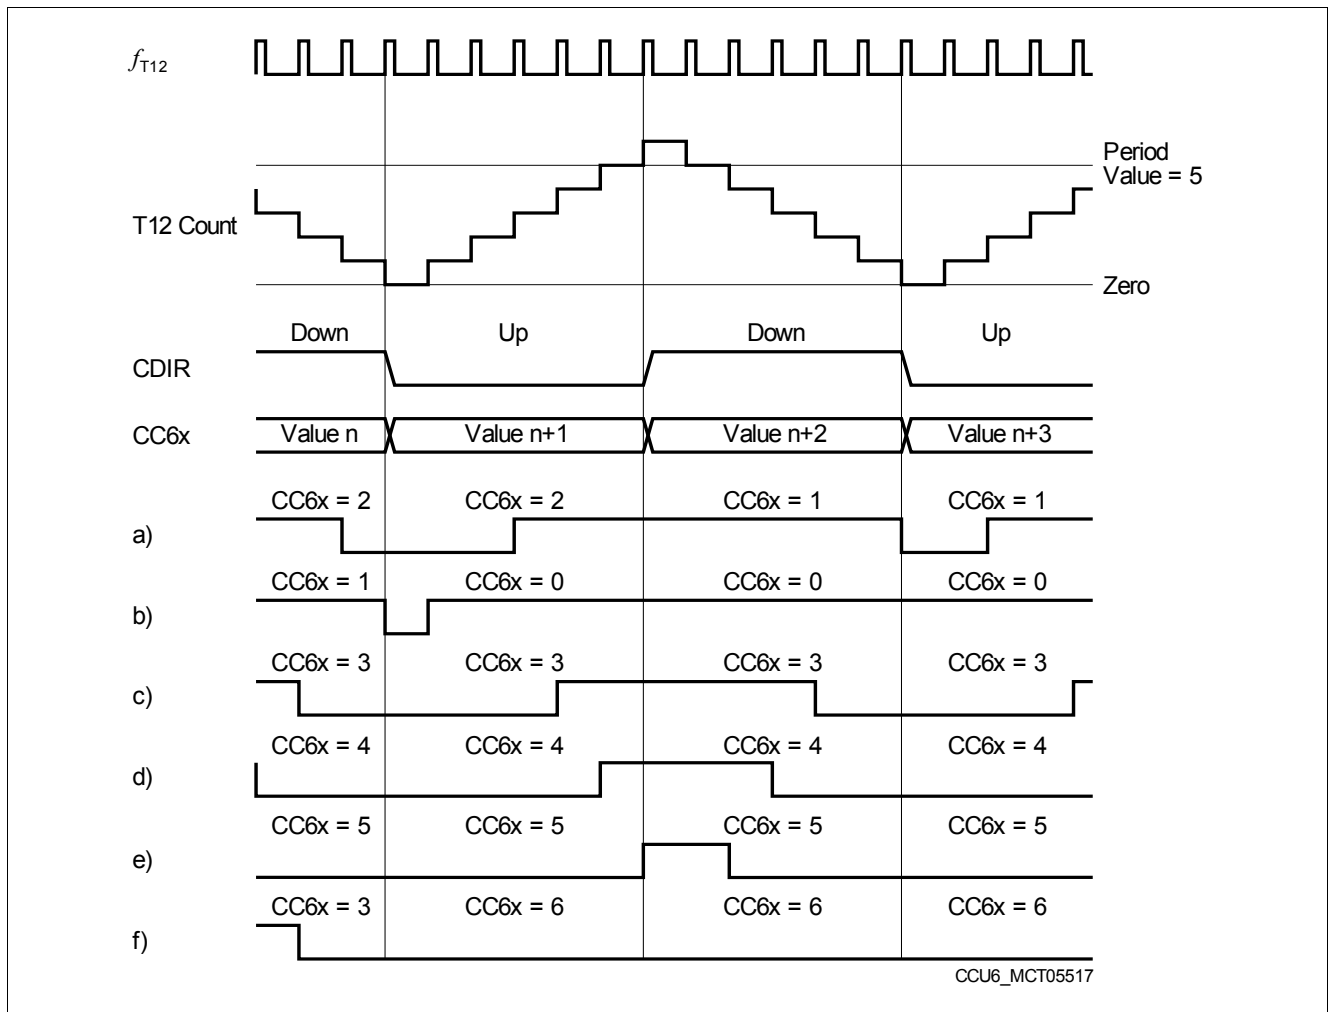 fT12
Period
Value = 5
T12 Count
Zero
Down Up Down Up
CDIR
CC6x Value n Value n+1 Value n+2 Value n+3
CC6x = 2 CC6x = 2 CC6x = 1 CC6x = 1
a)
CC6x = 1 CC6x = 0 CC6x = 0 CC6x = 0
b)
CC6x = 3 CC6x = 3 CC6x = 3 CC6x = 3
c)
CC6x = 4 CC6x = 4 CC6x = 4 CC6x = 4
d)
CC6x = 5 CC6x = 5 CC6x = 5 CC6x = 5
e)
CC6x = 3 CC6x = 6 CC6x = 6 CC6x = 6
f)
CCU6_MCT05517